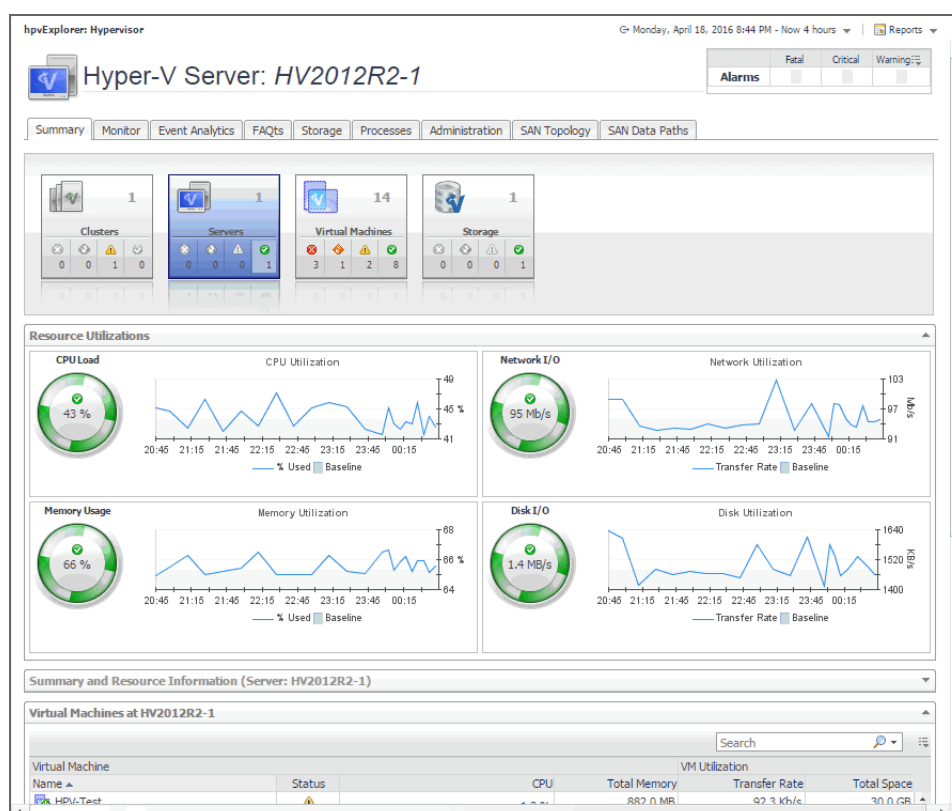 hpvExplorer: Hypervisor
Monday, April 18, 2016 8:44 PM - Now 4 hours
Reports
Hyper-V Server: HV2012R2-1
Fatal Critical Warning
Alarms
Summary Monitor Event Analytics FAQts Storage Processes Administration SAN Topology SAN Data Paths
1 1 14 1
Clusters Servers Virtual Machines Storage
0 0 1 0 0 0 0 1 3 1 2 8 0 0 0 1
Resource Utilizations
CPU Load
43 %
CPU Utilization
49
45 %
41
20:45 21:15 21:45 22:15 22:45 23:15 23:45 00:15
% Used Baseline
Network I/O
95 Mb/s
Network Utilization
103
97 Mb/s
91
20:45 21:15 21:45 22:15 22:45 23:15 23:45 00:15
Transfer Rate Baseline
Memory Usage
66 %
Memory Utilization
68
66 %
64
20:45 21:15 21:45 22:15 22:45 23:15 23:45 00:15
% Used Baseline
Disk I/O
1.4 MB/s
Disk Utilization
1640
1520 KB/s
1400
20:45 21:15 21:45 22:15 22:45 23:15 23:45 00:15
Transfer Rate Baseline
Summary and Resource Information (Server: HV2012R2-1)
Virtual Machines at HV2012R2-1
Search
Virtual Machine VM Utilization
Name Status CPU Total Memory Transfer Rate Total Space
HPV-Test 882.0 MB 92.3 Kb/s 30.0 GB